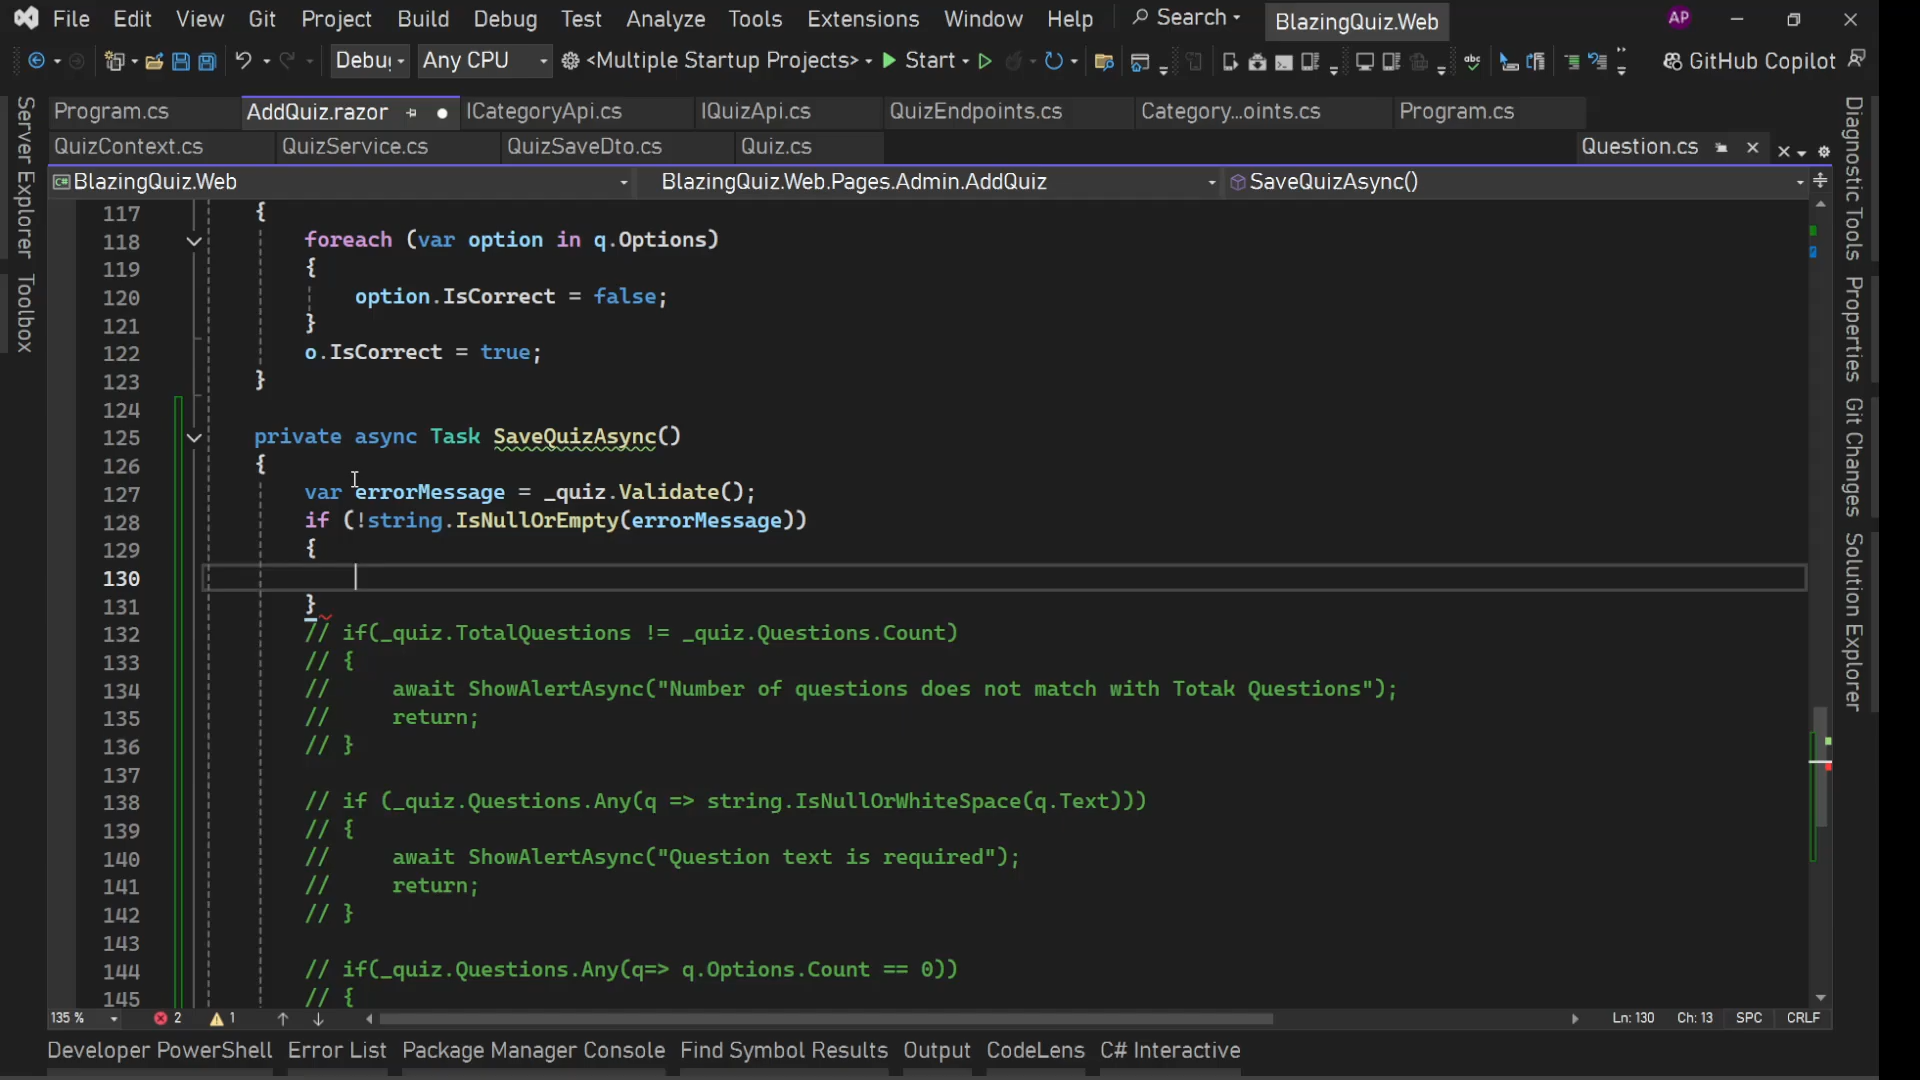 File Edit View Git Project Build Debug Test Analyze Tools Extensions Window Help Search BlazingQuiz.Web AP
Debug Any CPU <Multiple Startup Projects> Start GitHub Copilot
Program.cs AddQuiz.razor ICategoryApi.cs IQuizApi.cs QuizEndpoints.cs Category...oints.cs Program.cs
QuizContext.cs QuizService.cs QuizSaveDto.cs Quiz.cs Question.cs
BlazingQuiz.Web BlazingQuiz.Web.Pages.Admin.AddQuiz SaveQuizAsync()
Server Explorer
Toolbox
117 {
118 foreach (var option in q.Options)
119 {
120 option.IsCorrect = false;
121 }
122 o.IsCorrect = true;
123 }
124
125 private async Task SaveQuizAsync()
126 {
127 var errorMessage = _quiz.Validate();
128 if (!string.IsNullOrEmpty(errorMessage))
129 {
130
131 }
132 // if(_quiz.TotalQuestions != _quiz.Questions.Count)
133 // {
134 // await ShowAlertAsync("Number of questions does not match with Totak Questions");
135 // return;
136 // }
137
138 // if (_quiz.Questions.Any(q => string.IsNullOrWhiteSpace(q.Text)))
139 // {
140 // await ShowAlertAsync("Question text is required");
141 // return;
142 // }
143
144 // if(_quiz.Questions.Any(q=> q.Options.Count == 0))
145 // {
Diagnostic Tools
Properties
Git Changes
Solution Explorer
135 % 2 1 Ln: 130 Ch: 13 SPC CRLF
Developer PowerShell Error List Package Manager Console Find Symbol Results Output CodeLens C# Interactive